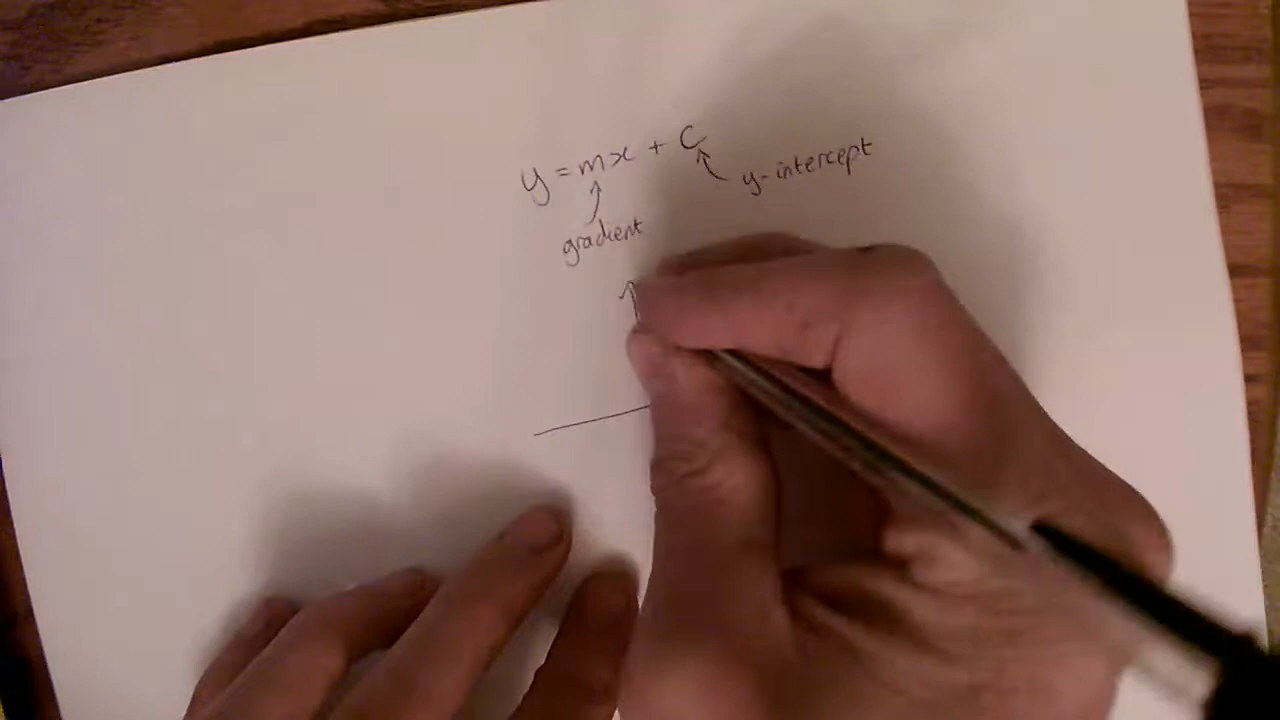 y = mx + c
y-intercept
gradient